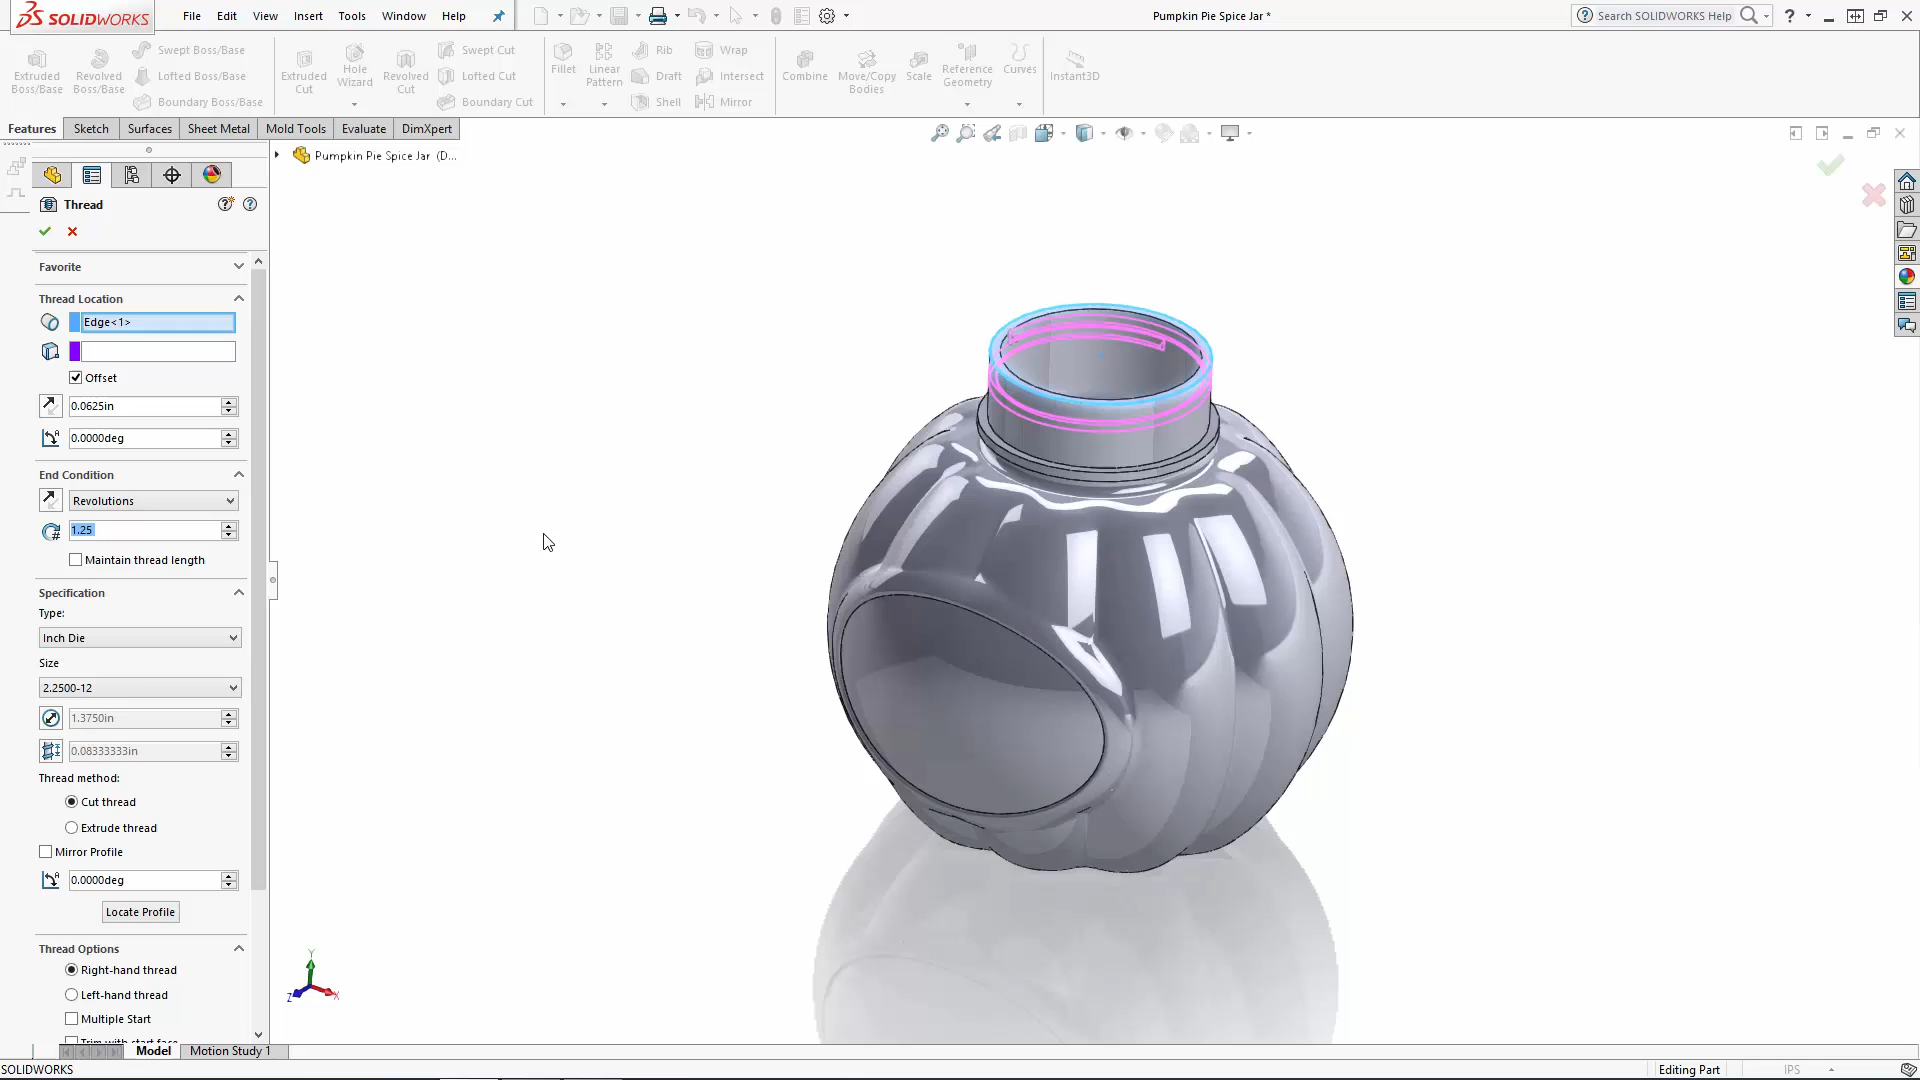 SOLIDWORKS File Edit View Insert Tools Window Help Pumpkin Pie Spice Jar * Search SOLIDWORKS Help ?
Extruded Boss/Base
Revolved Boss/Base
Swept Boss/Base
Lofted Boss/Base
Boundary Boss/Base
Extruded Cut
Hole Wizard
Revolved Cut
Swept Cut
Lofted Cut
Boundary Cut
Fillet
Linear Pattern
Rib
Draft
Shell
Wrap
Intersect
Mirror
Combine
Move/Copy Bodies
Scale
Reference Geometry
Curves
Instant3D
Features Sketch Surfaces Sheet Metal Mold Tools Evaluate DimXpert
Pumpkin Pie Spice Jar (D...
Thread
Favorite
Thread Location
Edge<1>
Offset
0.0625in
0.0000deg
End Condition
Revolutions
1.25
Maintain thread length
Specification
Type:
Inch Die
Size
2.2500-12
1.3750in
0.08333333in
Thread method:
Cut thread
Extrude thread
Mirror Profile
0.0000deg
Locate Profile
Thread Options
Right-hand thread
Left-hand thread
Multiple Start
Trim with start face
Y
Z
X
Model Motion Study 1
SOLIDWORKS Editing Part IPS